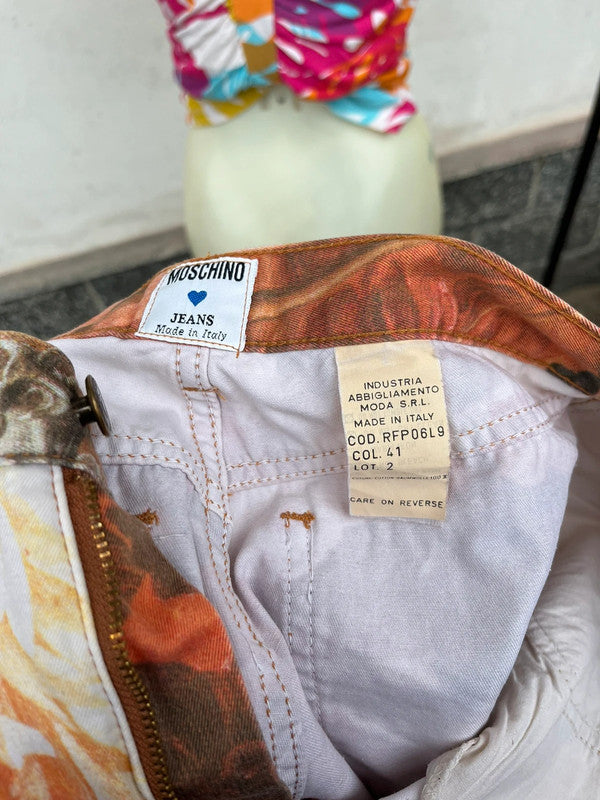 MOSCHINO
JEANS
Made in Italy
INDUSTRIA
ABBIGLIAMENTO
MODA S.R.L.
MADE IN ITALY
COD.RFP06L9
COL. 41
LOT. 2
CARE ON REVERSE